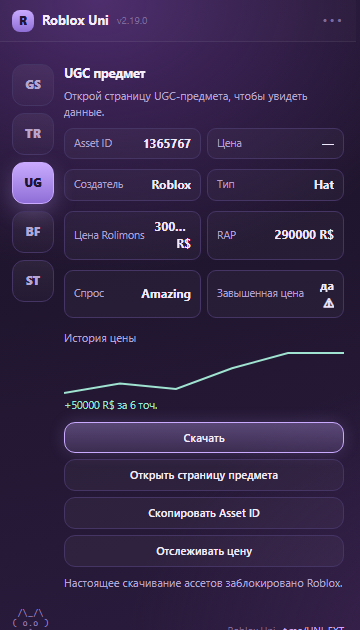 R Roblox Uni v2.19.0
GS
TR
UG
BF
ST
UGC предмет
Открой страницу UGC-предмета, чтобы увидеть
данные.
Asset ID 1365767
Цена —
Создатель Roblox
Тип Hat
Цена Rolimons 300...
R$
RAP 290000 R$
Спрос Amazing
Завышенная цена да
⚠
История цены
+50000 R$ за 6 точ.
Скачать
Открыть страницу предмета
Скопировать Asset ID
Отслеживать цену
Настоящее скачивание ассетов заблокировано Roblox.
/\_/\
( o.o )